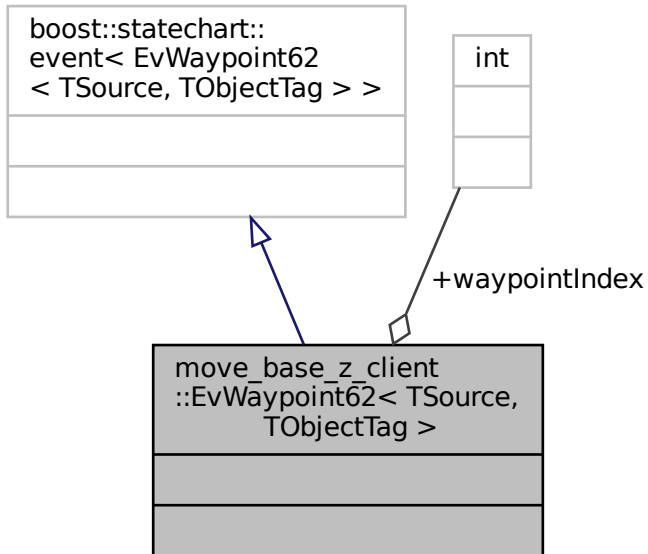 boost::statechart::
event< EvWaypoint62
< TSource, TObjectTag > >
int
+waypointIndex
move_base_z_client
::EvWaypoint62< TSource,
TObjectTag >